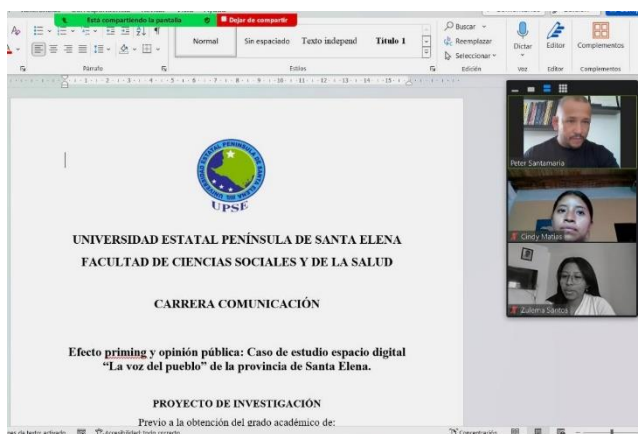 Está compartiendo la pantalla
Dejar de compartir
Normal
Sin espaciado
Texto independ
Título 1
Buscar
Reemplazar
Seleccionar
Dictar
Editor
Complementos
Párrafo
Estilos
Edición
Voz
Editor
Complementos
Peter Santamaria
Cindy Matias
Zulema Santos
UPSE
UNIVERSIDAD ESTATAL PENÍNSULA DE SANTA ELENA
FACULTAD DE CIENCIAS SOCIALES Y DE LA SALUD
CARRERA COMUNICACIÓN
Efecto priming y opinión pública: Caso de estudio espacio digital
“La voz del pueblo” de la provincia de Santa Elena.
PROYECTO DE INVESTIGACIÓN
Previo a la obtención del grado académico de:
Concentración